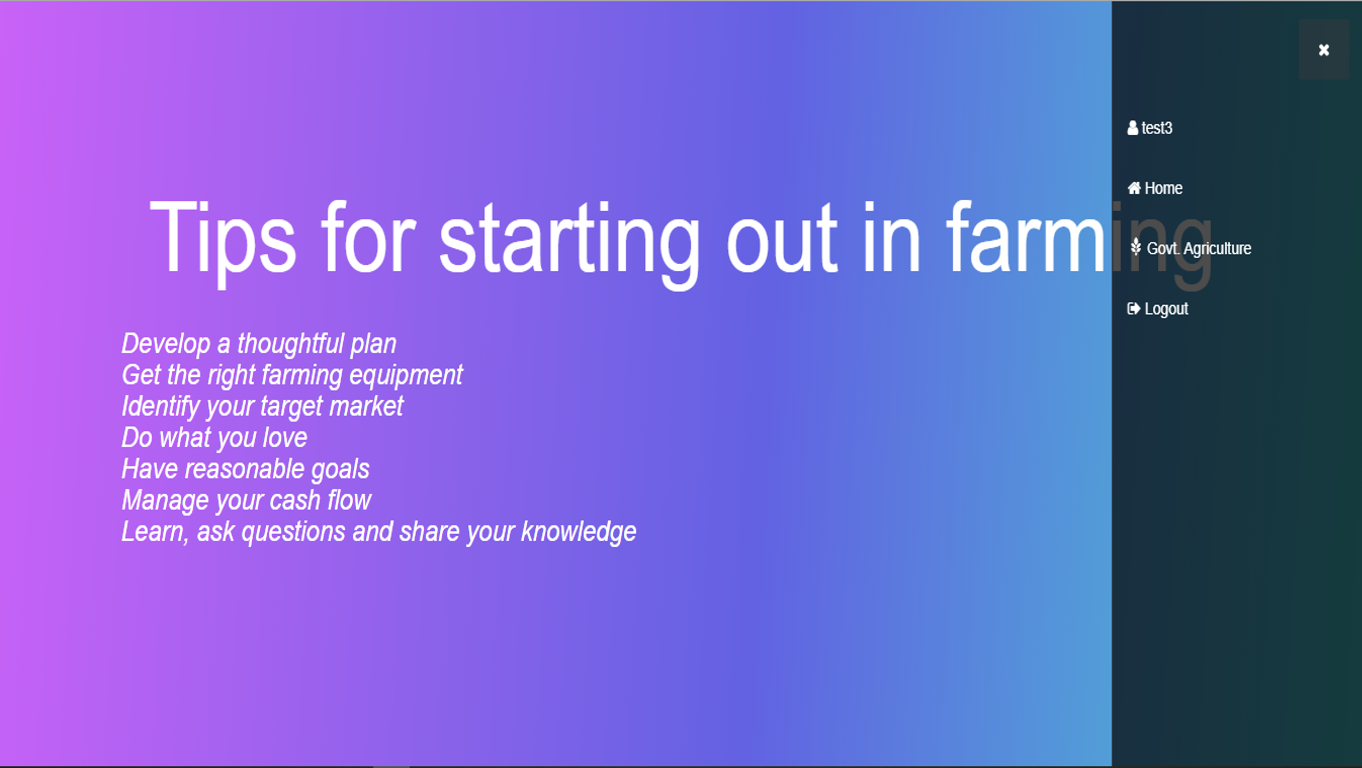 Tips for starting out in farming
Develop a thoughtful plan
Get the right farming equipment
Identify your target market
Do what you love
Have reasonable goals
Manage your cash flow
Learn, ask questions and share your knowledge
test3
Home
Govt. Agriculture
Logout